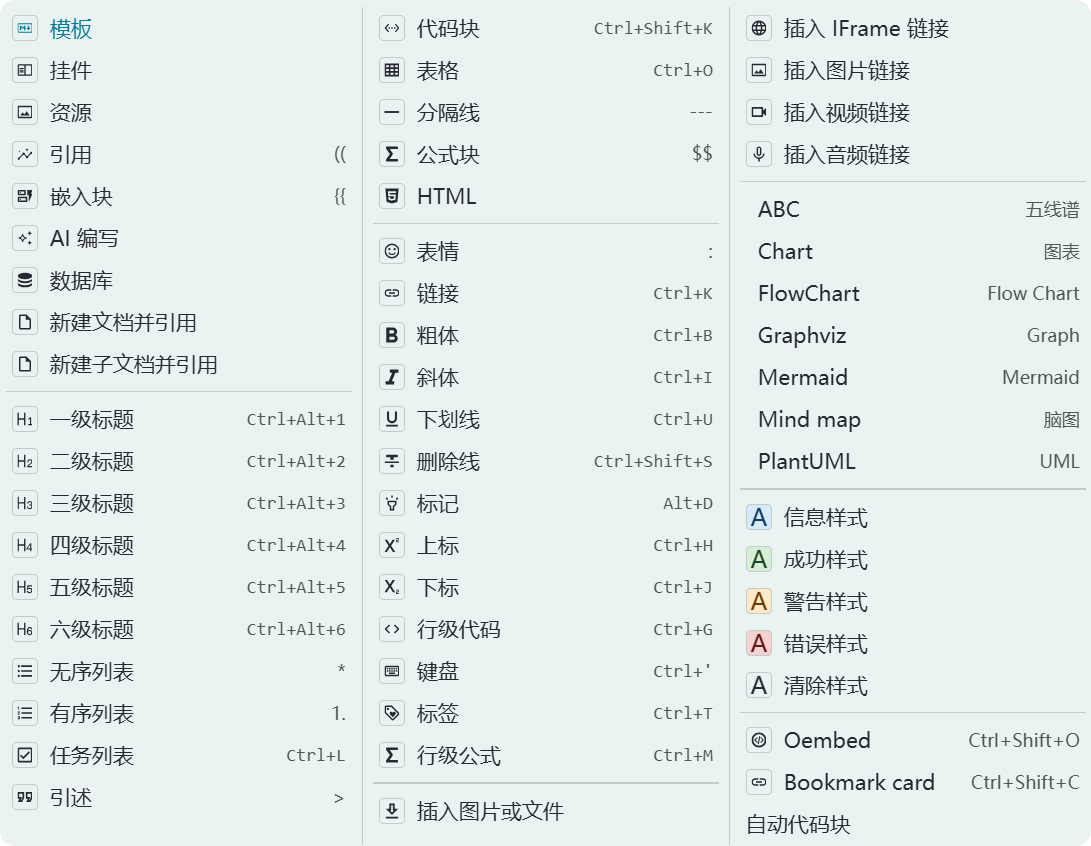 模板
挂件
资源
引用 ((
嵌入块 {{
AI 编写
数据库
新建文档并引用
新建子文档并引用
H1 一级标题 Ctrl+Alt+1
H2 二级标题 Ctrl+Alt+2
H3 三级标题 Ctrl+Alt+3
H4 四级标题 Ctrl+Alt+4
H5 五级标题 Ctrl+Alt+5
H6 六级标题 Ctrl+Alt+6
无序列表 *
有序列表 1.
任务列表 Ctrl+L
引述 >
代码块 Ctrl+Shift+K
表格 Ctrl+O
分隔线 ---
公式块 $$
HTML
表情 :
链接 Ctrl+K
B 粗体 Ctrl+B
I 斜体 Ctrl+I
U 下划线 Ctrl+U
删除线 Ctrl+Shift+S
标记 Alt+D
X² 上标 Ctrl+H
X₂ 下标 Ctrl+J
行级代码 Ctrl+G
键盘 Ctrl+'
标签 Ctrl+T
Σ 行级公式 Ctrl+M
插入图片或文件
插入 IFrame 链接
插入图片链接
插入视频链接
插入音频链接
ABC 五线谱
Chart 图表
FlowChart Flow Chart
Graphviz Graph
Mermaid Mermaid
Mind map 脑图
PlantUML UML
A 信息样式
A 成功样式
A 警告样式
A 错误样式
A 清除样式
Oembed Ctrl+Shift+O
Bookmark card Ctrl+Shift+C
自动代码块